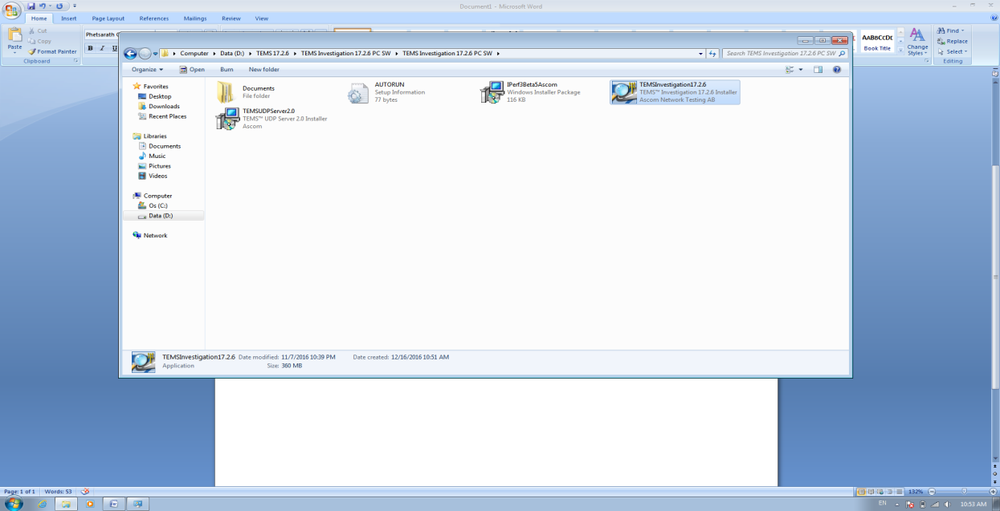 Document1 - Microsoft Word
Home Insert Page Layout References Mailings Review View
Cut
Copy
Format Painter
Paste
Clipboard
Phetsarath
B I U
AaBbCcDt
Book Title
Change
Styles
Find
Replace
Select
Editing
Computer Data (D:) TEMS 17.2.6 TEMS Investigation 17.2.6 PC SW TEMS Investigation 17.2.6 PC SW
Search TEMS Investigation 17.2.6 PC SW
Organize Open Burn New folder
Favorites
Desktop
Downloads
Recent Places
Libraries
Documents
Music
Pictures
Videos
Computer
Os (C:)
Data (D:)
Network
Documents
File folder
AUTORUN
Setup Information
77 bytes
IPerf3Beta5Ascom
Windows Installer Package
116 KB
TEMSInvestigation17.2.6
TEMS™ Investigation 17.2.6 Installer
Ascom Network Testing AB
TEMSUDPServer2.0
TEMS™ UDP Server 2.0 Installer
Ascom
TEMSInvestigation17.2.6 Date modified: 11/7/2016 10:39 PM Date created: 12/16/2016 10:51 AM
Application Size: 360 MB
Page: 1 of 1 Words: 53 132%
EN 10:53 AM